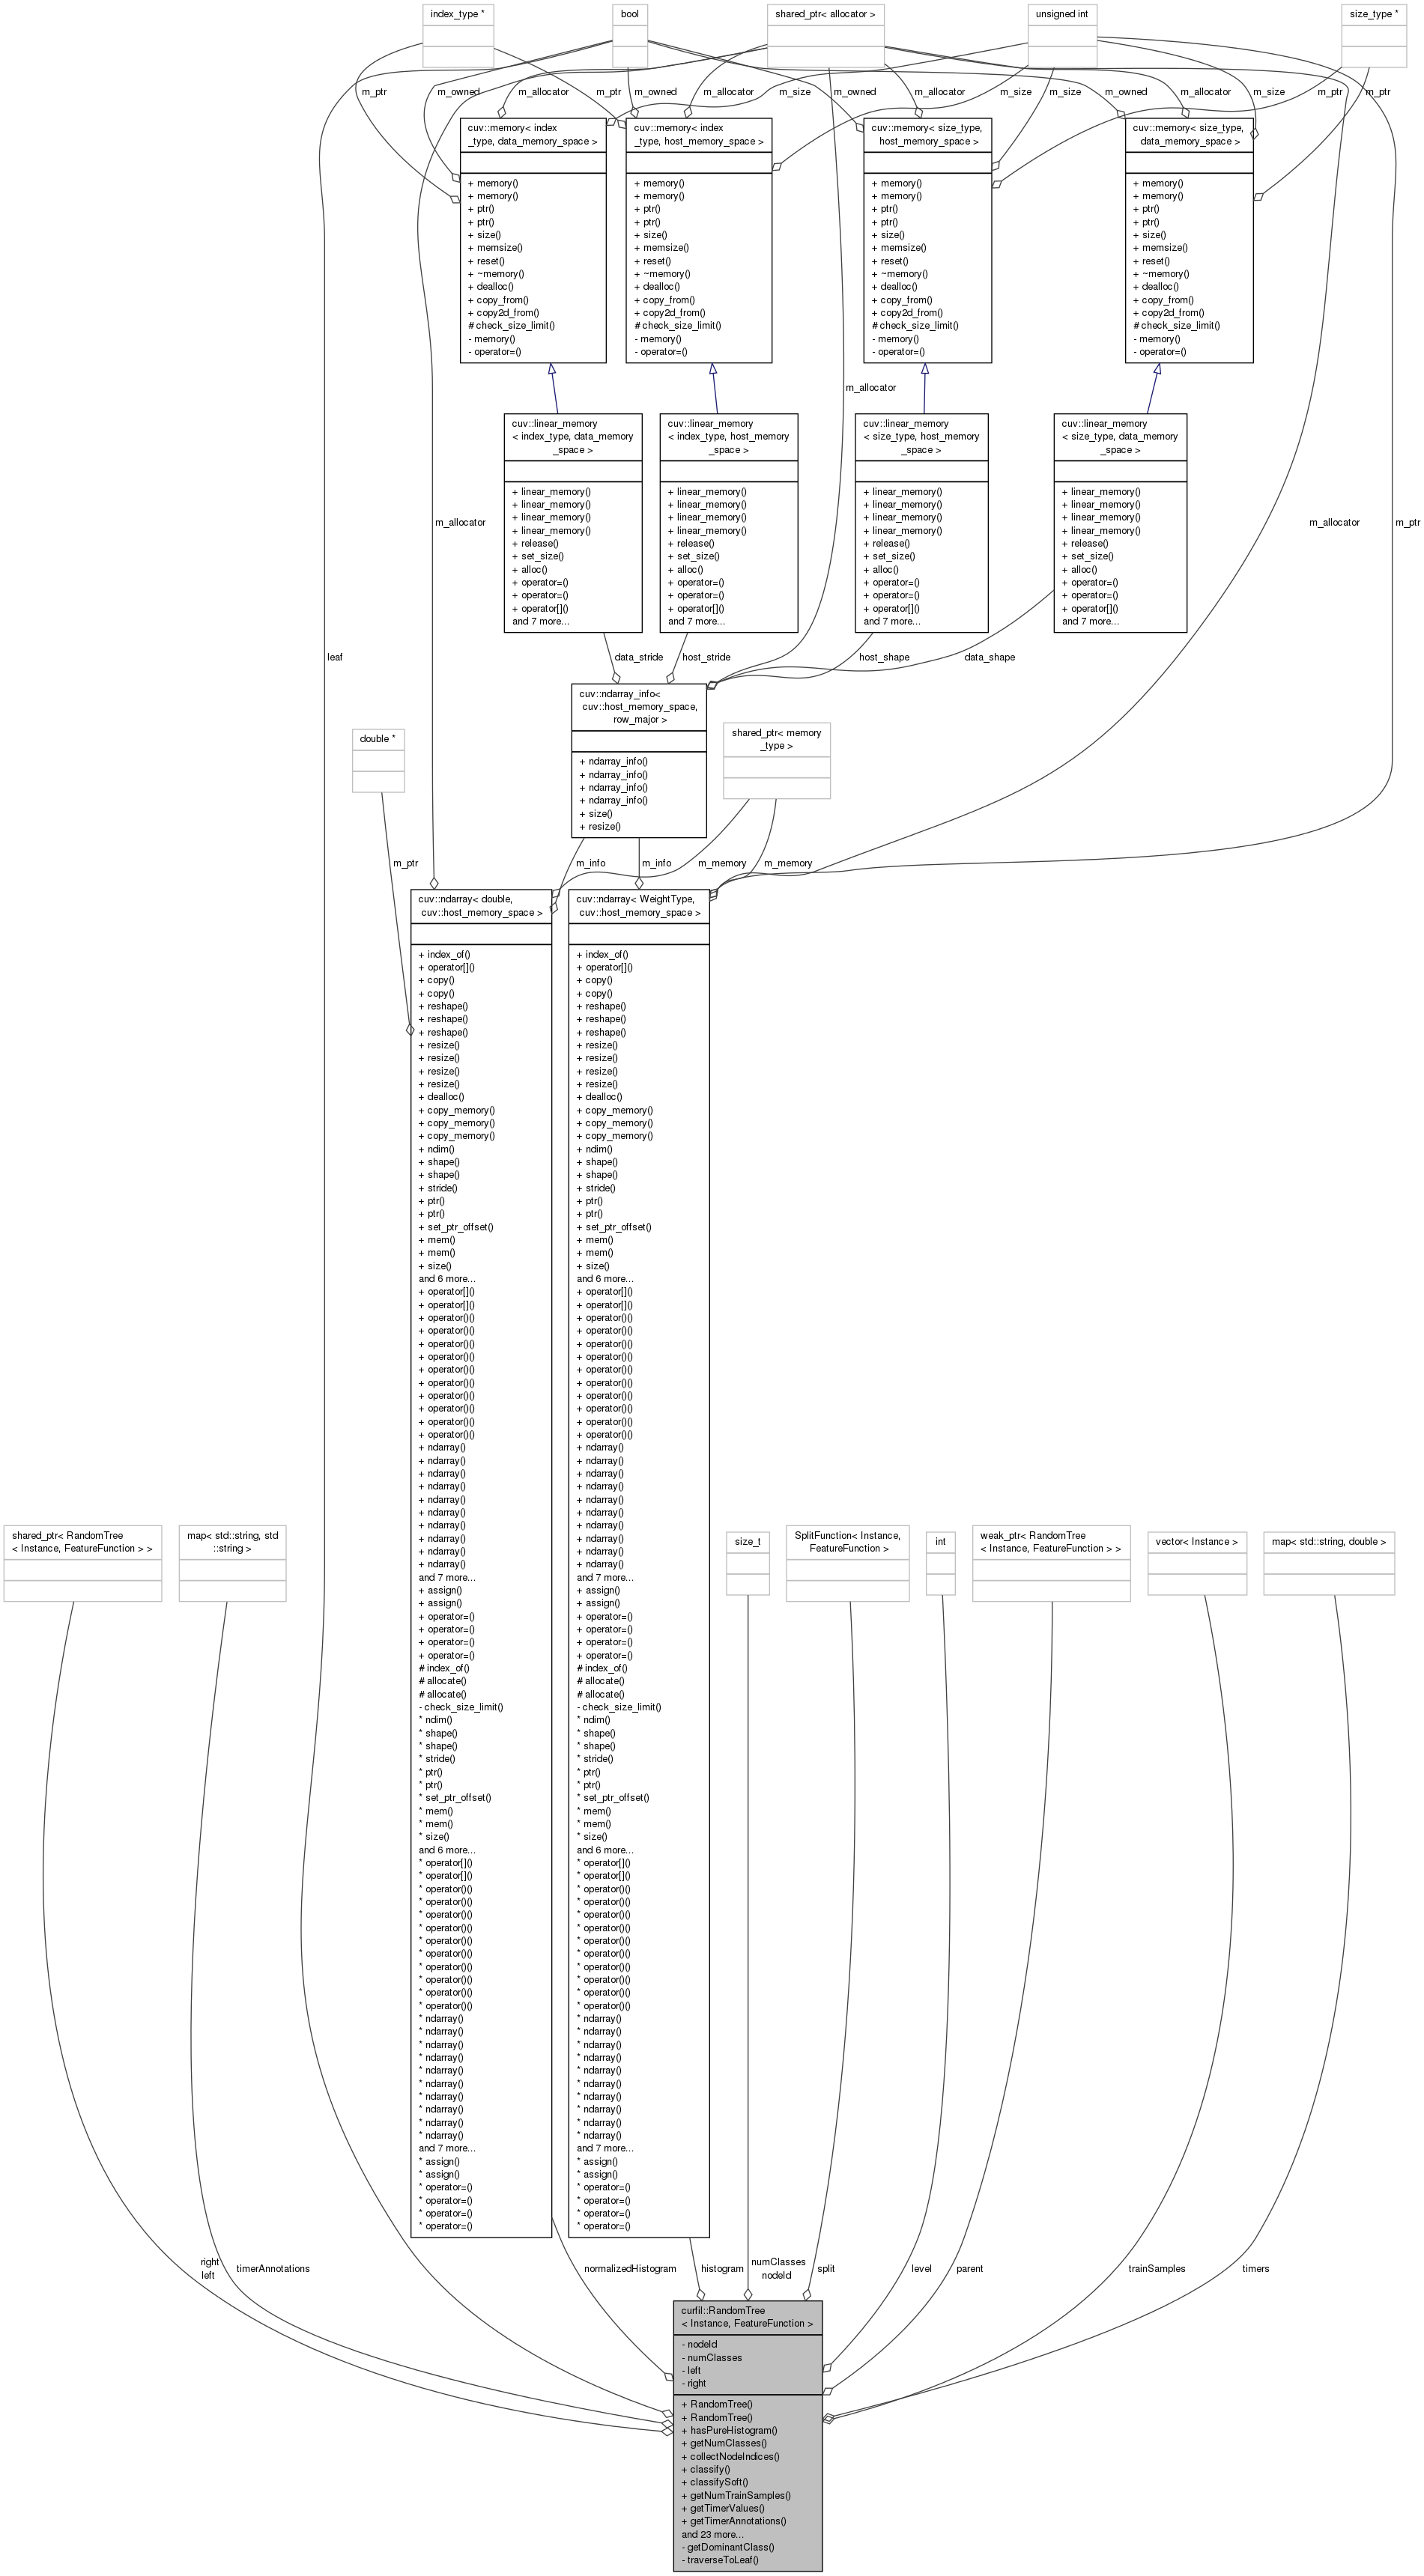 index_type *
bool
shared_ptr< allocator >
unsigned int
size_type *
m_ptr
m_owned
m_allocator
m_ptr
m_owned
m_allocator
m_size
m_owned
m_allocator
m_allocator
m_size
m_size
m_owned
m_allocator
m_size
m_ptr
m_ptr
cuv::memory< index
_type, data_memory_space >
+ memory()
+ memory()
+ ptr()
+ ptr()
+ size()
+ memsize()
+ reset()
+ ~memory()
+ dealloc()
+ copy_from()
+ copy2d_from()
# check_size_limit()
- memory()
- operator=()
cuv::memory< index
_type, host_memory_space >
+ memory()
+ memory()
+ ptr()
+ ptr()
+ size()
+ memsize()
+ reset()
+ ~memory()
+ dealloc()
+ copy_from()
+ copy2d_from()
# check_size_limit()
- memory()
- operator=()
cuv::memory< size_type,
host_memory_space >
+ memory()
+ memory()
+ ptr()
+ ptr()
+ size()
+ memsize()
+ reset()
+ ~memory()
+ dealloc()
+ copy_from()
+ copy2d_from()
# check_size_limit()
- memory()
- operator=()
cuv::memory< size_type,
data_memory_space >
+ memory()
+ memory()
+ ptr()
+ ptr()
+ size()
+ memsize()
+ reset()
+ ~memory()
+ dealloc()
+ copy_from()
+ copy2d_from()
# check_size_limit()
- memory()
- operator=()
m_allocator
cuv::linear_memory
< index_type, data_memory
_space >
+ linear_memory()
+ linear_memory()
+ linear_memory()
+ linear_memory()
+ release()
+ set_size()
+ alloc()
+ operator=()
+ operator=()
+ operator[]()
and 7 more...
cuv::linear_memory
< index_type, host_memory
_space >
+ linear_memory()
+ linear_memory()
+ linear_memory()
+ linear_memory()
+ release()
+ set_size()
+ alloc()
+ operator=()
+ operator=()
+ operator[]()
and 7 more...
cuv::linear_memory
< size_type, host_memory
_space >
+ linear_memory()
+ linear_memory()
+ linear_memory()
+ linear_memory()
+ release()
+ set_size()
+ alloc()
+ operator=()
+ operator=()
+ operator[]()
and 7 more...
cuv::linear_memory
< size_type, data_memory
_space >
+ linear_memory()
+ linear_memory()
+ linear_memory()
+ linear_memory()
+ release()
+ set_size()
+ alloc()
+ operator=()
+ operator=()
+ operator[]()
and 7 more...
m_allocator
m_allocator
m_ptr
leaf
data_stride
host_stride
host_shape
data_shape
cuv::ndarray_info<
cuv::host_memory_space,
row_major >
+ ndarray_info()
+ ndarray_info()
+ ndarray_info()
+ ndarray_info()
+ size()
+ resize()
double *
shared_ptr< memory
_type >
m_ptr
m_info
m_info
m_memory
m_memory
cuv::ndarray< double,
cuv::host_memory_space >
+ index_of()
+ operator[]()
+ copy()
+ copy()
+ reshape()
+ reshape()
+ reshape()
+ resize()
+ resize()
+ resize()
+ resize()
+ dealloc()
+ copy_memory()
+ copy_memory()
+ copy_memory()
+ ndim()
+ shape()
+ shape()
+ stride()
+ ptr()
+ ptr()
+ set_ptr_offset()
+ mem()
+ mem()
+ size()
and 6 more...
+ operator[]()
+ operator[]()
+ operator()()
+ operator()()
+ operator()()
+ operator()()
+ operator()()
+ operator()()
+ operator()()
+ operator()()
+ operator()()
+ operator()()
+ ndarray()
+ ndarray()
+ ndarray()
+ ndarray()
+ ndarray()
+ ndarray()
+ ndarray()
+ ndarray()
+ ndarray()
+ ndarray()
and 7 more...
+ assign()
+ assign()
+ operator=()
+ operator=()
+ operator=()
+ operator=()
# index_of()
# allocate()
# allocate()
- check_size_limit()
* ndim()
* shape()
* shape()
* stride()
* ptr()
* ptr()
* set_ptr_offset()
* mem()
* mem()
* size()
and 6 more...
* operator[]()
* operator[]()
* operator()()
* operator()()
* operator()()
* operator()()
* operator()()
* operator()()
* operator()()
* operator()()
* operator()()
* operator()()
* ndarray()
* ndarray()
* ndarray()
* ndarray()
* ndarray()
* ndarray()
* ndarray()
* ndarray()
* ndarray()
* ndarray()
and 7 more...
* assign()
* assign()
* operator=()
* operator=()
* operator=()
* operator=()
cuv::ndarray< WeightType,
cuv::host_memory_space >
+ index_of()
+ operator[]()
+ copy()
+ copy()
+ reshape()
+ reshape()
+ reshape()
+ resize()
+ resize()
+ resize()
+ resize()
+ dealloc()
+ copy_memory()
+ copy_memory()
+ copy_memory()
+ ndim()
+ shape()
+ shape()
+ stride()
+ ptr()
+ ptr()
+ set_ptr_offset()
+ mem()
+ mem()
+ size()
and 6 more...
+ operator[]()
+ operator[]()
+ operator()()
+ operator()()
+ operator()()
+ operator()()
+ operator()()
+ operator()()
+ operator()()
+ operator()()
+ operator()()
+ operator()()
+ ndarray()
+ ndarray()
+ ndarray()
+ ndarray()
+ ndarray()
+ ndarray()
+ ndarray()
+ ndarray()
+ ndarray()
+ ndarray()
and 7 more...
+ assign()
+ assign()
+ operator=()
+ operator=()
+ operator=()
+ operator=()
# index_of()
# allocate()
# allocate()
- check_size_limit()
* ndim()
* shape()
* shape()
* stride()
* ptr()
* ptr()
* set_ptr_offset()
* mem()
* mem()
* size()
and 6 more...
* operator[]()
* operator[]()
* operator()()
* operator()()
* operator()()
* operator()()
* operator()()
* operator()()
* operator()()
* operator()()
* operator()()
* operator()()
* ndarray()
* ndarray()
* ndarray()
* ndarray()
* ndarray()
* ndarray()
* ndarray()
* ndarray()
* ndarray()
* ndarray()
and 7 more...
* assign()
* assign()
* operator=()
* operator=()
* operator=()
* operator=()
shared_ptr< RandomTree
< Instance, FeatureFunction > >
map< std::string, std
::string >
size_t
SplitFunction< Instance,
FeatureFunction >
int
weak_ptr< RandomTree
< Instance, FeatureFunction > >
vector< Instance >
map< std::string, double >
right
left
timerAnnotations
normalizedHistogram
histogram
numClasses
nodeId
split
level
parent
trainSamples
timers
curfil::RandomTree
< Instance, FeatureFunction >
- nodeId
- numClasses
- left
- right
+ RandomTree()
+ RandomTree()
+ hasPureHistogram()
+ getNumClasses()
+ collectNodeIndices()
+ classify()
+ classifySoft()
+ getNumTrainSamples()
+ getTimerValues()
+ getTimerAnnotations()
and 23 more...
- getDominantClass()
- traverseToLeaf()